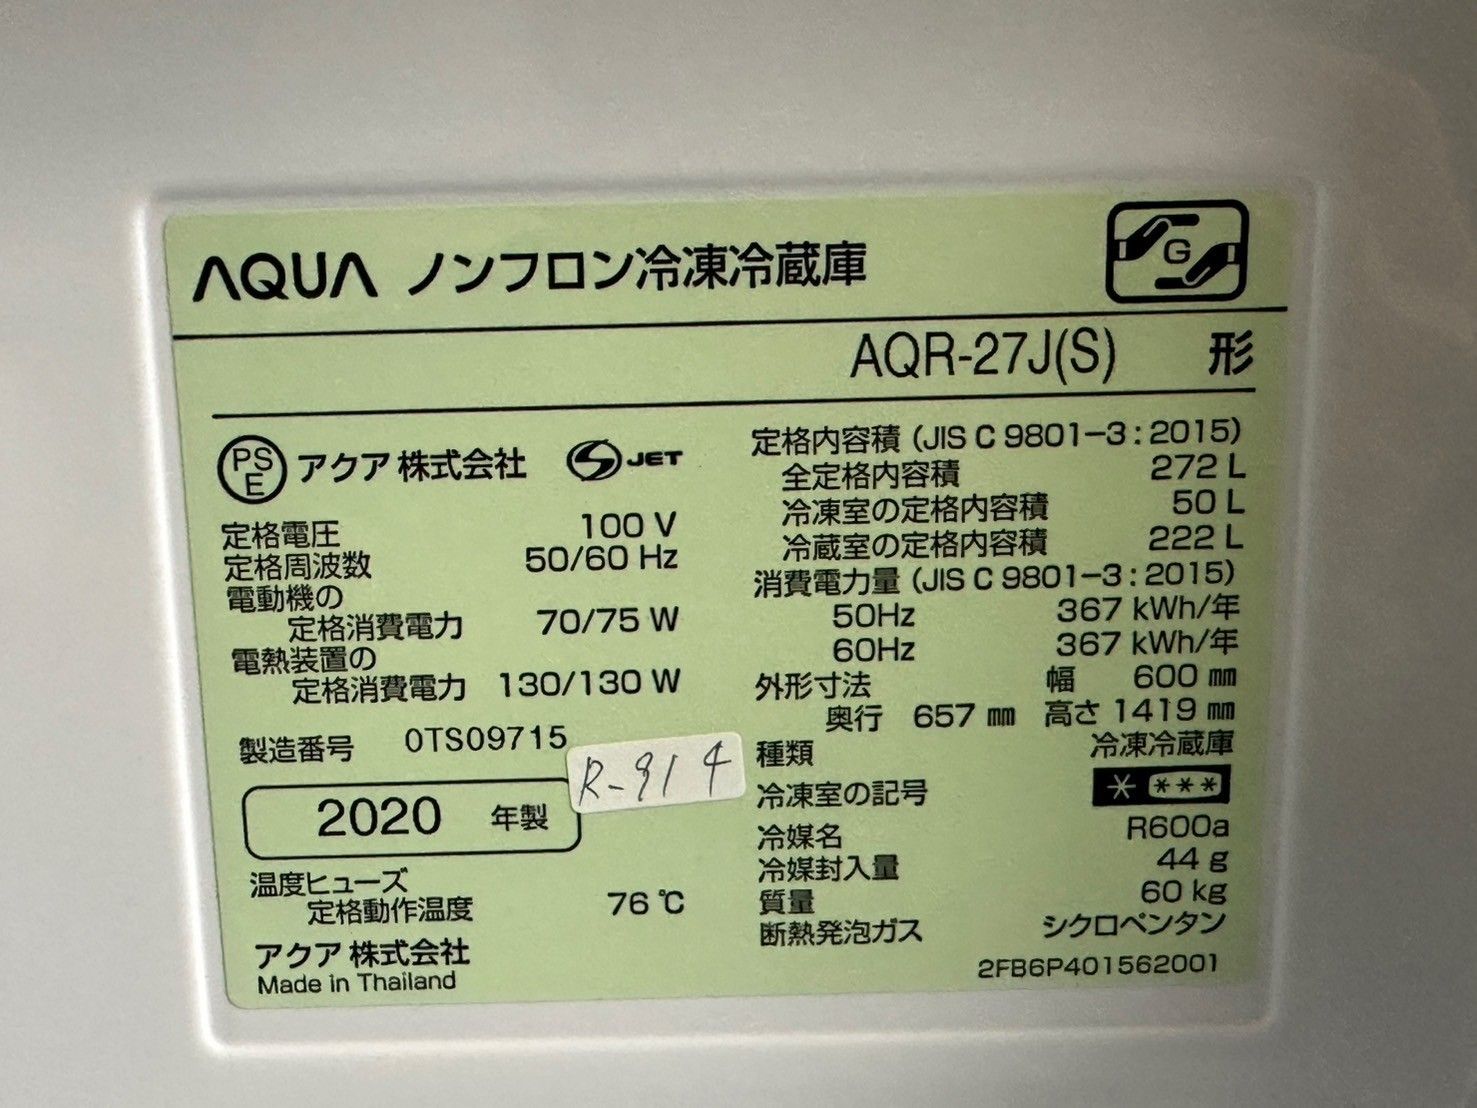 AQUA ノンフロン冷凍冷蔵庫
G
AQR-27J(S) 形
PSE アクア 株式会社 S JET
定格電圧 100 V
定格周波数 50/60 Hz
電動機の
定格消費電力 70/75 W
電熱装置の
定格消費電力 130/130 W
製造番号 0TS09715
R-914
2020 年製
温度ヒューズ
定格動作温度 76 ℃
アクア 株式会社
Made in Thailand
定格内容積 (JIS C 9801-3:2015)
全定格内容積 272 L
冷凍室の定格内容積 50 L
冷蔵室の定格内容積 222 L
消費電力量 (JIS C 9801-3:2015)
50Hz 367 kWh/年
60Hz 367 kWh/年
外形寸法 幅 600 ㎜
奥行 657 ㎜ 高さ 1419 ㎜
種類 冷凍冷蔵庫
冷凍室の記号 * ***
冷媒名 R600a
冷媒封入量 44 g
質量 60 kg
断熱発泡ガス シクロペンタン
2FB6P401562001